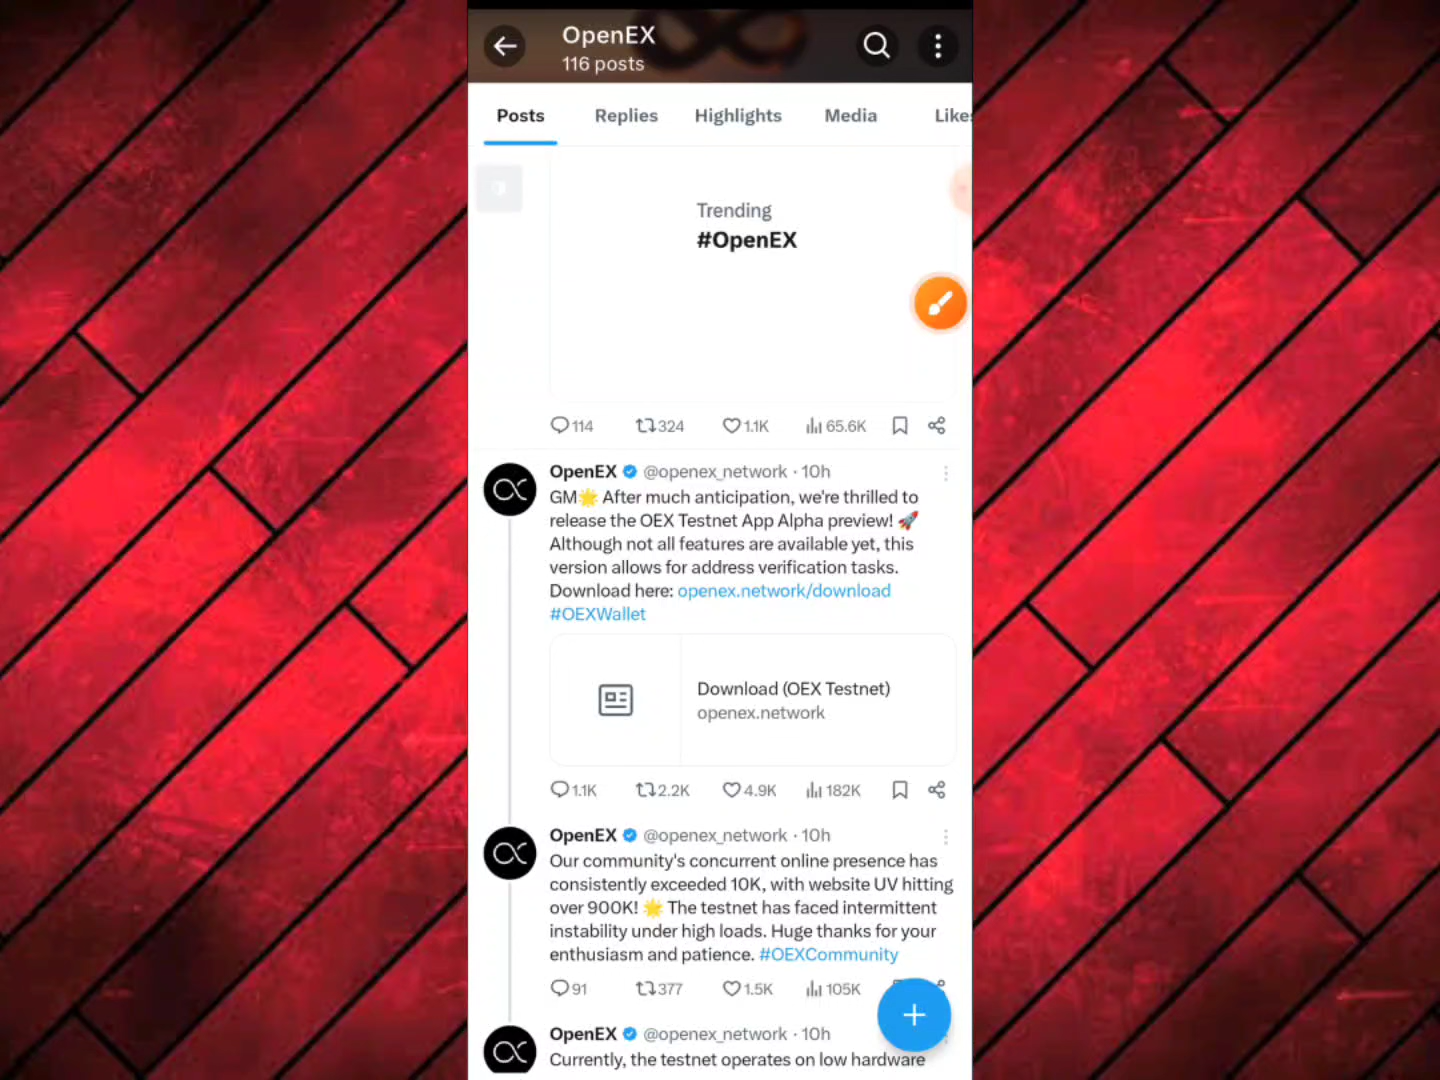 OpenEX
116 posts
Posts Replies Highlights Media Like
Trending
#OpenEX
114 324 1.1K 65.6K
OpenEX @openex_network · 10h
GM🌟 After much anticipation, we're thrilled to
release the OEX Testnet App Alpha preview! 🚀
Although not all features are available yet, this
version allows for address verification tasks.
Download here: openex.network/download
#OEXWallet
Download (OEX Testnet)
openex.network
1.1K 2.2K 4.9K 182K
OpenEX @openex_network · 10h
Our community's concurrent online presence has
consistently exceeded 10K, with website UV hitting
over 900K! 🌟 The testnet has faced intermittent
instability under high loads. Huge thanks for your
enthusiasm and patience. #OEXCommunity
91 377 1.5K 105K
OpenEX @openex_network · 10h
Currently, the testnet operates on low hardware